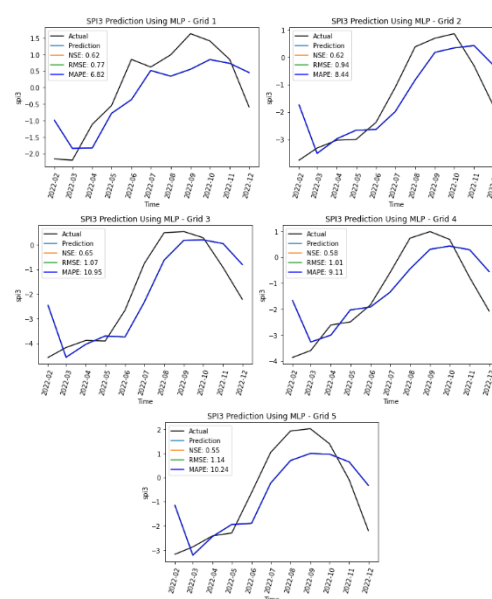 SPI3 Prediction Using MLP - Grid 1
Actual
Prediction
NSE: 0.62
RMSE: 0.77
MAPE: 6.82
1.5
1.0
0.5
0.0
-0.5
-1.0
-1.5
-2.0
spi3
2022-02
2022-03
2022-04
2022-05
2022-06
2022-07
2022-08
2022-09
2022-10
2022-11
2022-12
Time
SPI3 Prediction Using MLP - Grid 2
Actual
Prediction
NSE: 0.62
RMSE: 0.94
MAPE: 8.44
1
0
-1
-2
-3
spi3
2022-02
2022-03
2022-04
2022-05
2022-06
2022-07
2022-08
2022-09
2022-10
2022-11
2022-12
Time
SPI3 Prediction Using MLP - Grid 3
Actual
Prediction
NSE: 0.65
RMSE: 1.07
MAPE: 10.95
0
-1
-2
-3
-4
spi3
2022-02
2022-03
2022-04
2022-05
2022-06
2022-07
2022-08
2022-09
2022-10
2022-11
2022-12
Time
SPI3 Prediction Using MLP - Grid 4
Actual
Prediction
NSE: 0.58
RMSE: 1.01
MAPE: 9.11
1
0
-1
-2
-3
-4
spi3
2022-02
2022-03
2022-04
2022-05
2022-06
2022-07
2022-08
2022-09
2022-10
2022-11
2022-12
Time
SPI3 Prediction Using MLP - Grid 5
Actual
Prediction
NSE: 0.55
RMSE: 1.14
MAPE: 10.24
2
1
0
-1
-2
-3
spi3
2022-02
2022-03
2022-04
2022-05
2022-06
2022-07
2022-08
2022-09
2022-10
2022-11
2022-12
Time